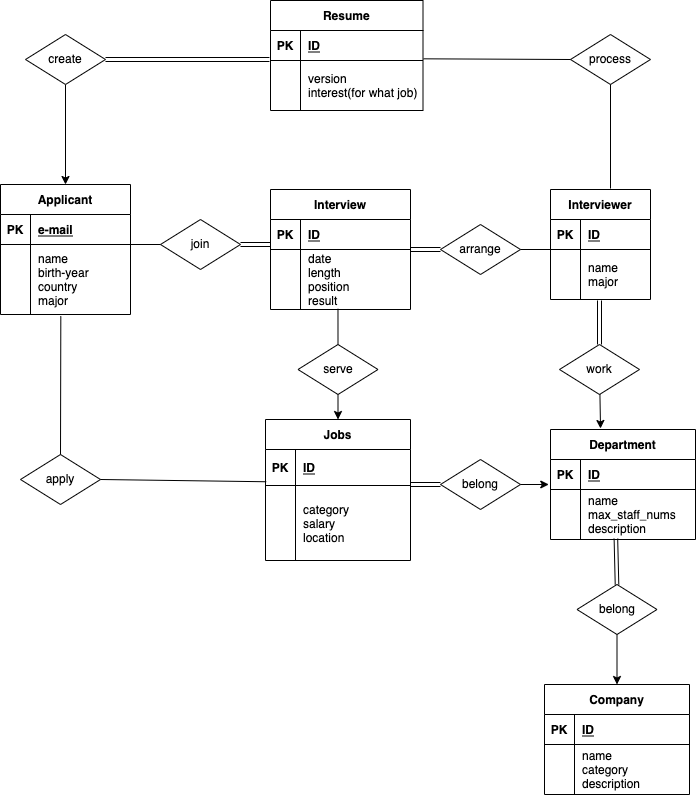 Resume
PK ID
version
interest(for what job)
create
process
Applicant
PK e-mail
name
birth-year
country
major
join
Interview
PK ID
date
length
position
result
arrange
Interviewer
PK ID
name
major
serve
work
apply
Jobs
PK ID
category
salary
location
belong
Department
PK ID
name
max_staff_nums
description
belong
Company
PK ID
name
category
description